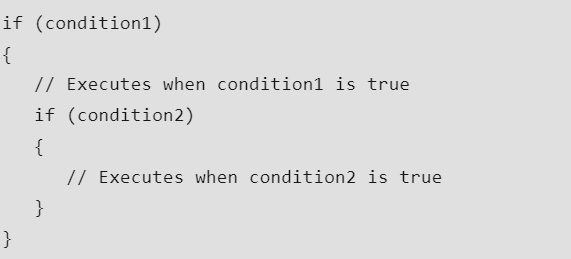 if (condition1)
{
   // Executes when condition1 is true
   if (condition2)
   {
      // Executes when condition2 is true
   }
}